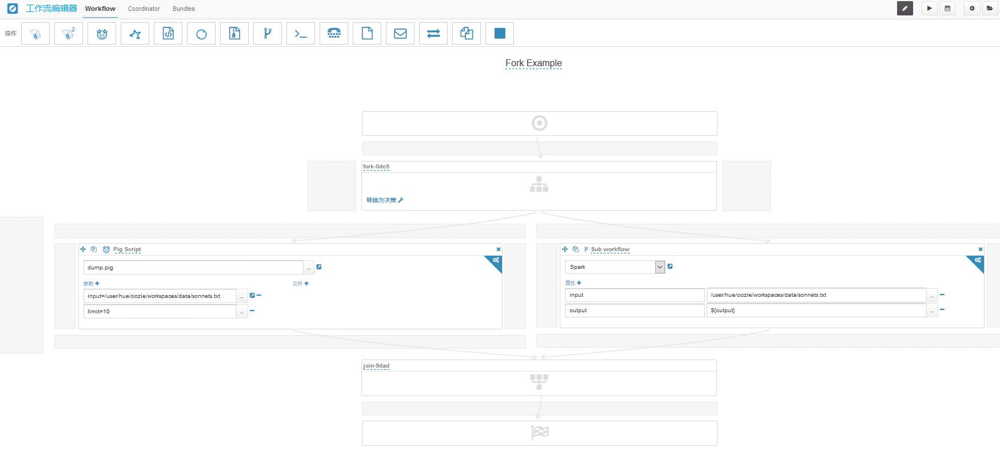 工作流编辑器 Workflow Coordinator Bundles
操作
2
Fork Example
fork-0dc5
转换为决策
Pig Script
dump.pig ..
参数 文件
input=/user/hue/oozie/workspaces/data/sonnets.txt ..
limit=10 ..
Sub workflow
Spark
属性
input /user/hue/oozie/workspaces/data/sonnets.txt ..
output ${output} ..
join-9dad